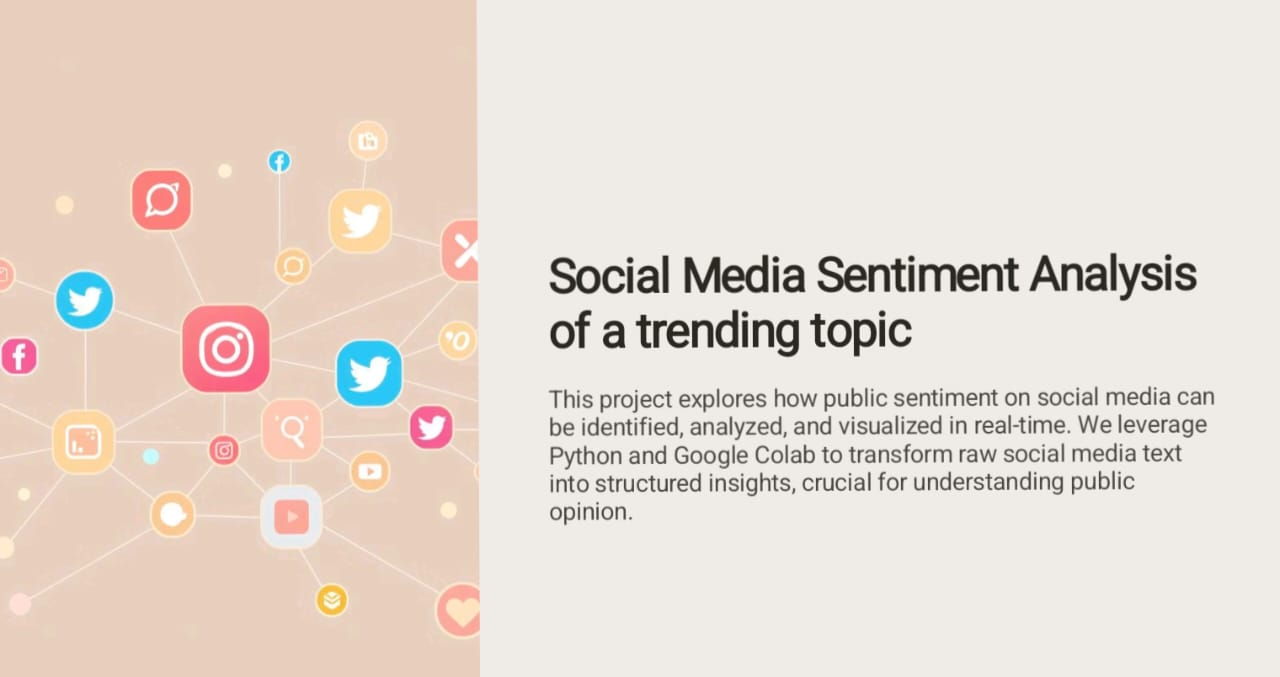 Social Media Sentiment Analysis
of a trending topic
This project explores how public sentiment on social media can
be identified, analyzed, and visualized in real-time. We leverage
Python and Google Colab to transform raw social media text
into structured insights, crucial for understanding public
opinion.